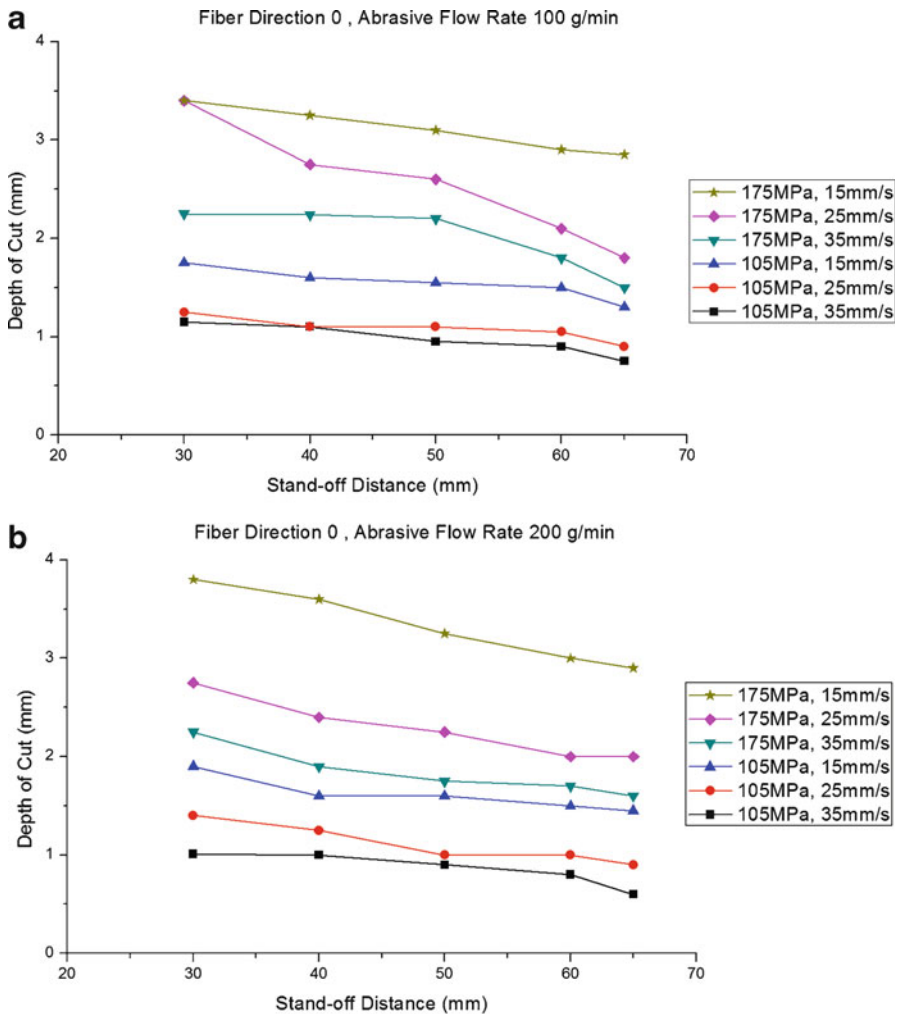 a
Fiber Direction 0 , Abrasive Flow Rate 100 g/min
4
3
2
1
0
Depth of Cut (mm)
20 30 40 50 60 70
Stand-off Distance (mm)
175MPa, 15mm/s
175MPa, 25mm/s
175MPa, 35mm/s
105MPa, 15mm/s
105MPa, 25mm/s
105MPa, 35mm/s
b
Fiber Direction 0 , Abrasive Flow Rate 200 g/min
4
3
2
1
0
Depth of Cut (mm)
20 30 40 50 60 70
Stand-off Distance (mm)
175MPa, 15mm/s
175MPa, 25mm/s
175MPa, 35mm/s
105MPa, 15mm/s
105MPa, 25mm/s
105MPa, 35mm/s